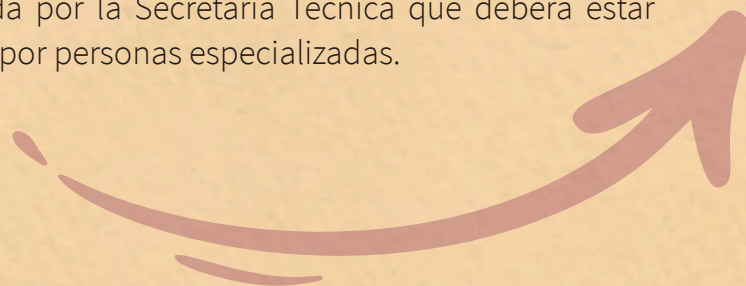 da por la Secretaría Técnica que deberá estar
por personas especializadas.